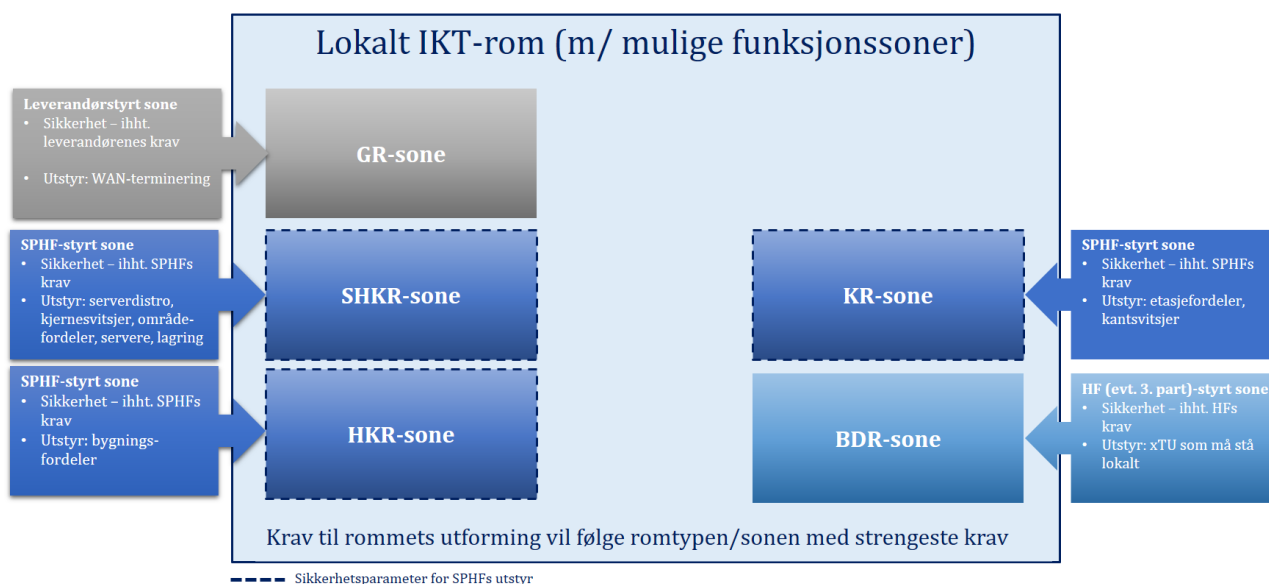 Lokalt IKT-rom (m/ mulige funksjonssoner)
Leverandørstyrt sone
• Sikkerhet – ihht.
leverandørenes krav
• Utstyr: WAN-terminering
GR-sone
SPHF-styrt sone
• Sikkerhet – ihht. SPHFs
krav
• Utstyr: serverdistro,
kjernesvitsjer, område-
fordeler, servere, lagring
SHKR-sone
KR-sone
SPHF-styrt sone
• Sikkerhet – ihht. SPHFs
krav
• Utstyr: etasjefordeler,
kantsvitsjer
SPHF-styrt sone
• Sikkerhet – ihht. SPHFs
krav
• Utstyr: bygnings-
fordeler
HKR-sone
BDR-sone
HF (evt. 3. part)-styrt sone
• Sikkerhet – ihht. HFs
krav
• Utstyr: xTU som må stå
lokalt
Krav til rommets utforming vil følge romtypen/sonen med strengeste krav
Sikkerhetsparameter for SPHFs utstyr